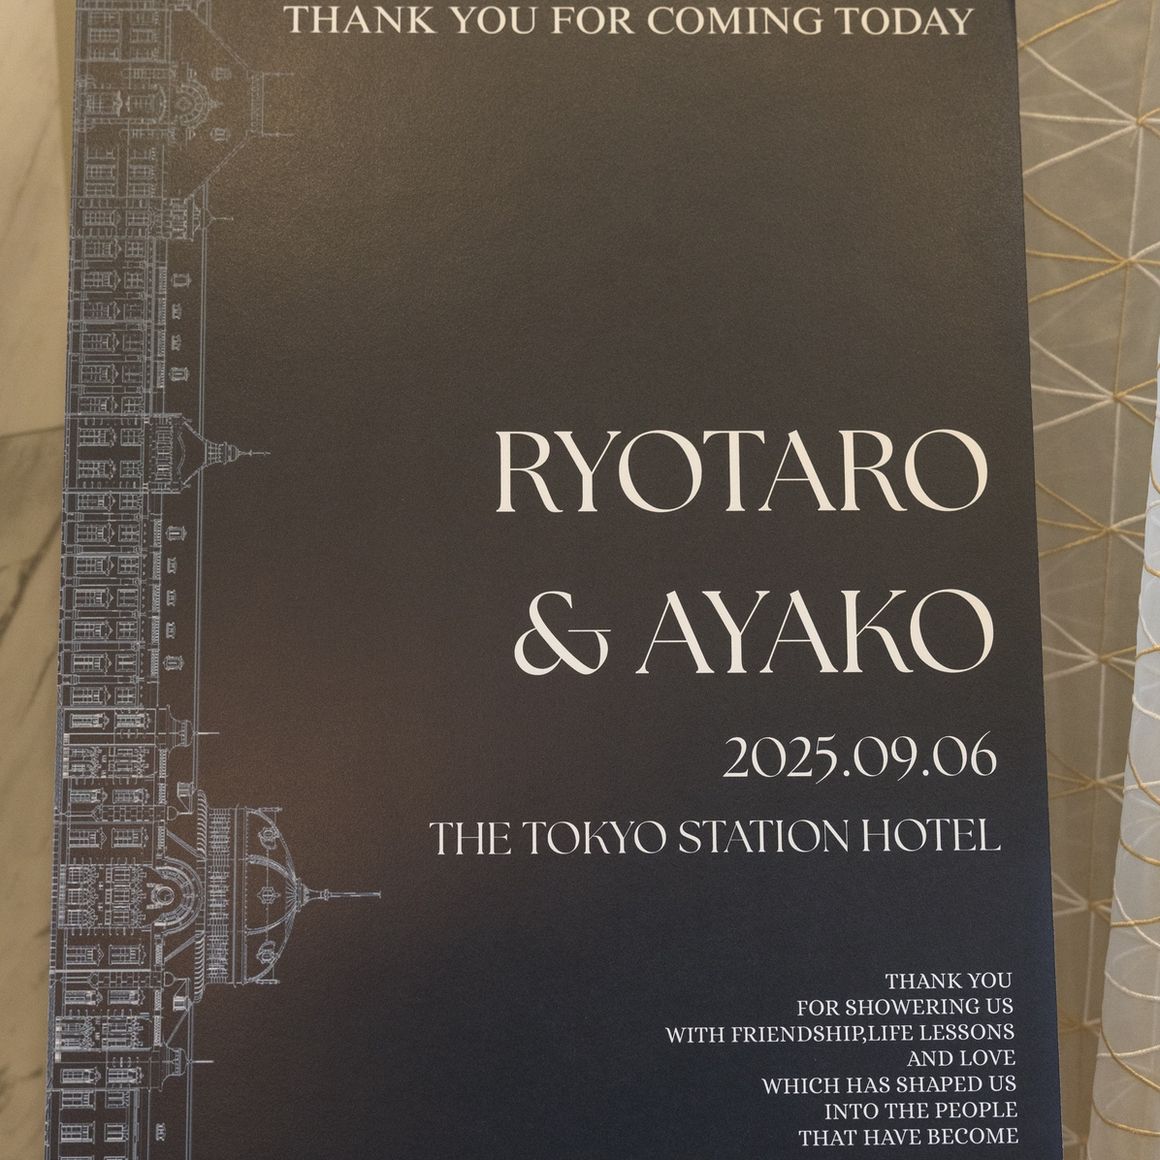 THANK YOU FOR COMING TODAY
RYOTARO
& AYAKO
2025.09.06
THE TOKYO STATION HOTEL
THANK YOU
FOR SHOWERING US
WITH FRIENDSHIP,LIFE LESSONS
AND LOVE
WHICH HAS SHAPED US
INTO THE PEOPLE
THAT HAVE BECOME